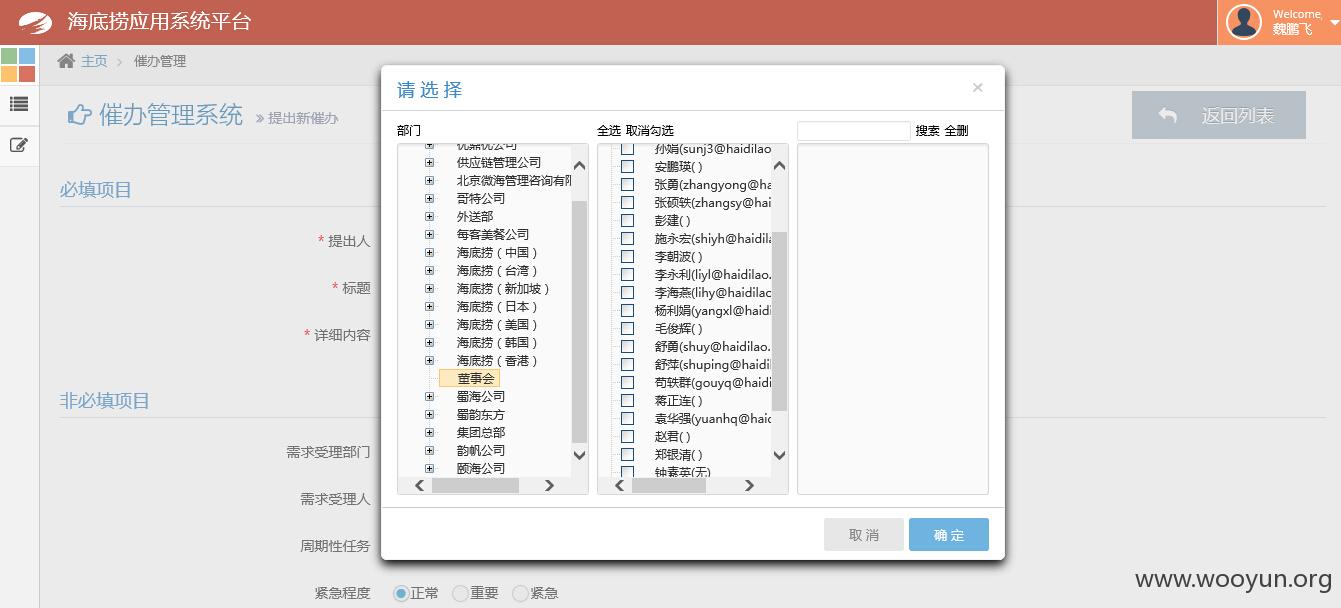 海底捞应用系统平台
Welcome,
魏鹏飞
主页 > 催办管理
催办管理系统 » 提出新催办
返回列表
必填项目
* 提出人
* 标题
* 详细内容
非必填项目
需求受理部门
需求受理人
周期性任务
紧急程度 正常 重要 紧急
请选择
×
部门
优鼎优公司
供应链管理公司
北京微海管理咨询有限
哥特公司
外送部
每客美餐公司
海底捞（中国）
海底捞（台湾）
海底捞（新加坡）
海底捞（日本）
海底捞（美国）
海底捞（韩国）
海底捞（香港）
董事会
蜀海公司
蜀韵东方
集团总部
韵帆公司
颐海公司
全选 取消勾选
孙娟(sunj3@haidilao
安鹏瑛( )
张勇(zhangyong@ha
张硕轶(zhangsy@hai
彭建( )
施永宏(shiyh@haidila
李朝波( )
李永利(liyl@haidilao.
李海燕(lihy@haidilao
杨利娟(yangxl@haidi
毛俊辉( )
舒勇(shuy@haidilao.
舒萍(shuping@haidil
苟轶群(gouyq@haidi
蒋正连( )
袁华强(yuanhq@haid
赵君( )
郑银清( )
钟素英(无)
搜索 全删
取消
确定
www.wooyun.org